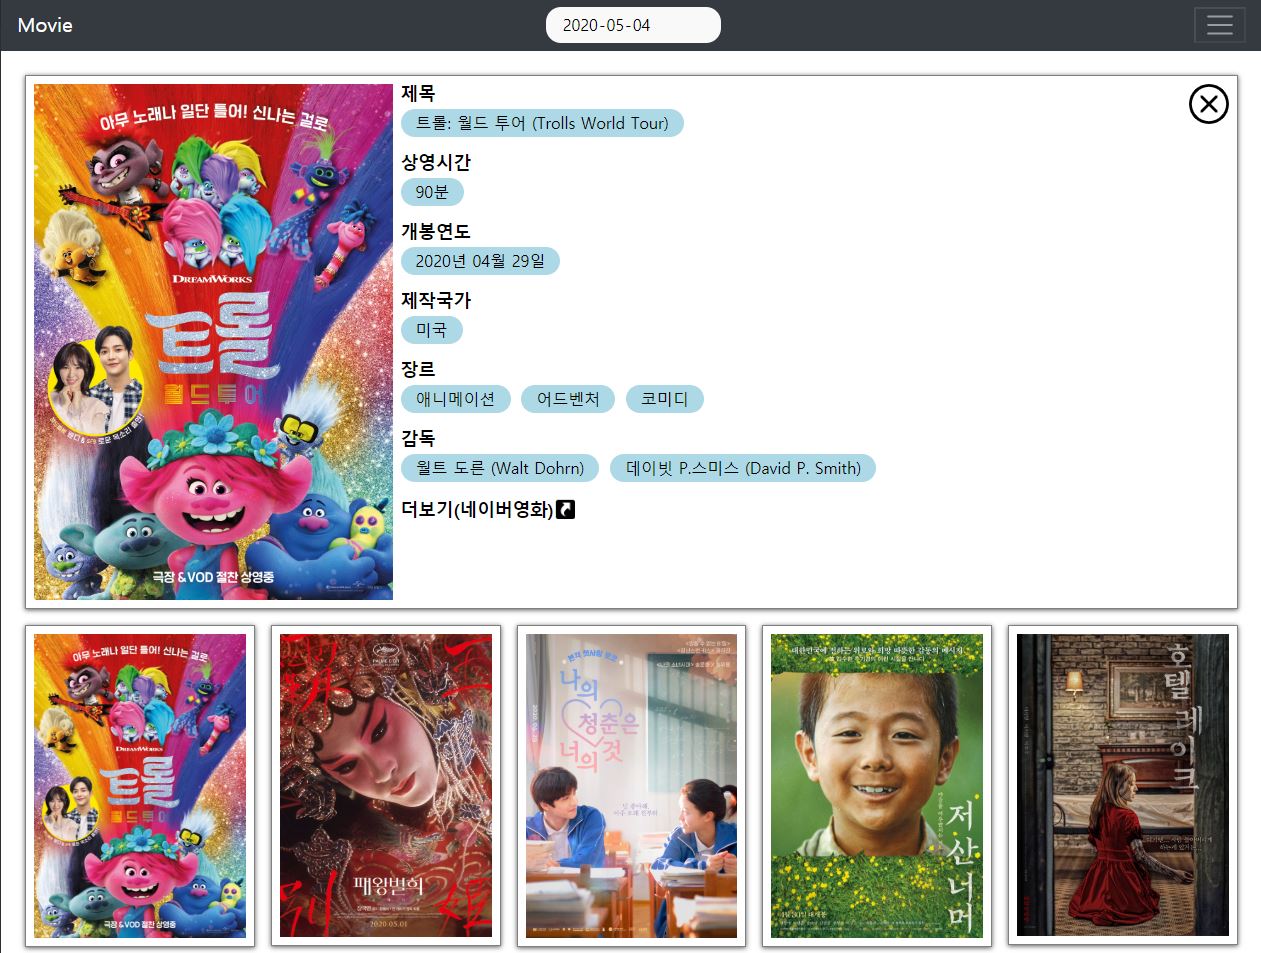 Movie
2020-05-04
아무 노래나 일단 틀어! 신나는 걸로
DREAMWORKS
트롤
월드투어
극장 & VOD 절찬 상영중
제목
트롤: 월드 투어 (Trolls World Tour)
상영시간
90분
개봉연도
2020년 04월 29일
제작국가
미국
장르
애니메이션 어드벤처 코미디
감독
월트 도른 (Walt Dohrn) 데이빗 P.스미스 (David P. Smith)
더보기(네이버영화)
아무 노래나 일단 틀어! 신나는 걸로
DREAMWORKS
트롤
월드투어
극장 & VOD 절찬 상영중
패왕별희
2020.05.01
나의
청춘은
너의 것
저 산 너머
호텔 레이크